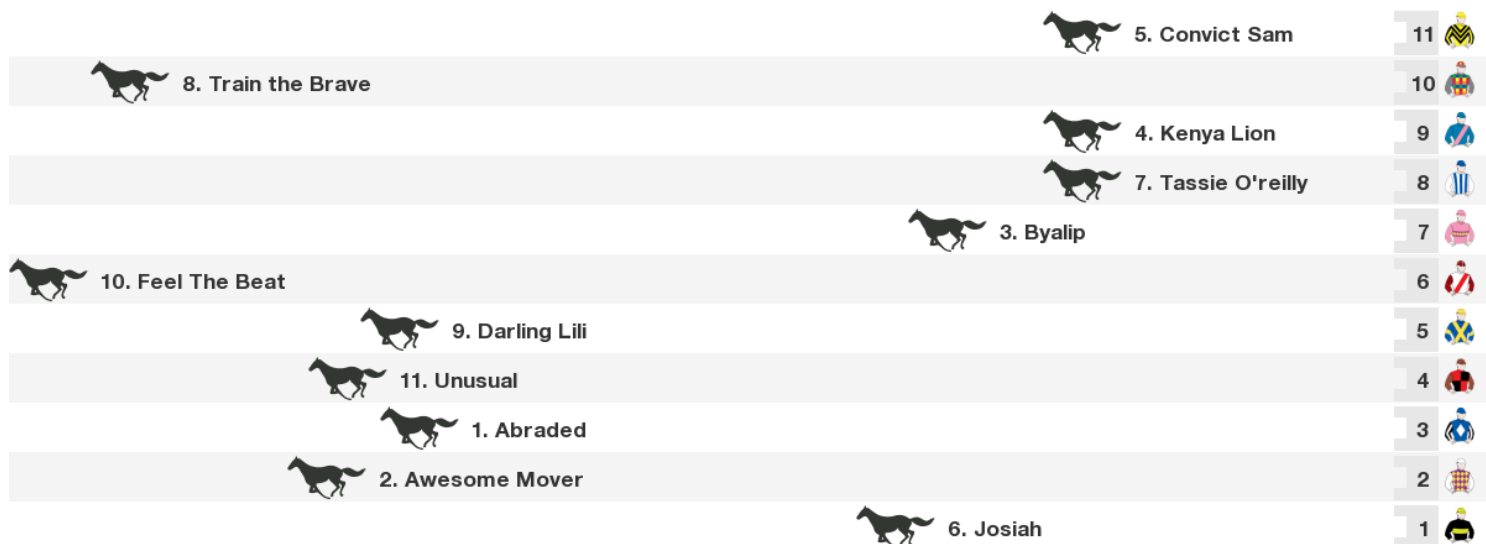 5. Convict Sam 11
8. Train the Brave 10
4. Kenya Lion 9
7. Tassie O'reilly 8
3. Byalip 7
10. Feel The Beat 6
9. Darling Lili 5
11. Unusual 4
1. Abraded 3
2. Awesome Mover 2
6. Josiah 1